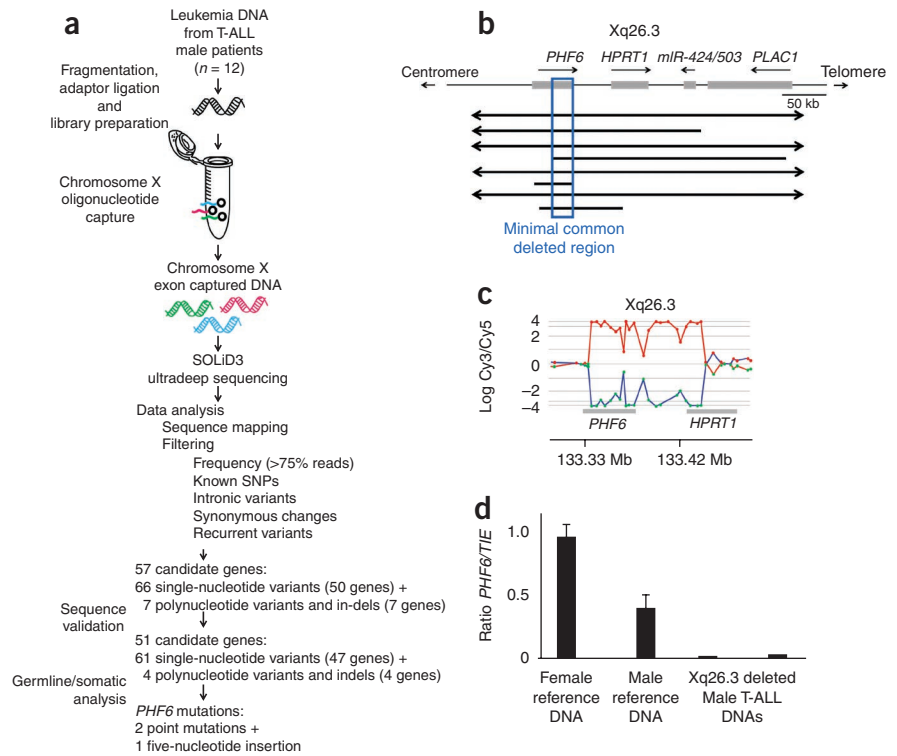 a
Leukemia DNA
from T-ALL
male patients
(n = 12)
Fragmentation,
adaptor ligation
and
library preparation
Chromosome X
oligonucleotide
capture
Chromosome X
exon captured DNA
SOLiD3
ultradeep sequencing
Data analysis
Sequence mapping
Filtering
Frequency (>75% reads)
Known SNPs
Intronic variants
Synonymous changes
Recurrent variants
57 candidate genes:
66 single-nucleotide variants (50 genes) +
7 polynucleotide variants and in-dels (7 genes)
Sequence
validation
51 candidate genes:
61 single-nucleotide variants (47 genes) +
4 polynucleotide variants and indels (4 genes)
Germline/somatic
analysis
PHF6 mutations:
2 point mutations +
1 five-nucleotide insertion
b
Xq26.3
PHF6 HPRT1 mIR-424/503 PLAC1
Centromere
Telomere
50 kb
Minimal common
deleted region
c
Xq26.3
Log Cy3/Cy5
4
2
0
–2
–4
PHF6 HPRT1
133.33 Mb 133.42 Mb
d
Ratio PHF6/TIE
1.0
0.5
0
Female
reference
DNA
Male
reference
DNA
Xq26.3 deleted
Male T-ALL
DNAs